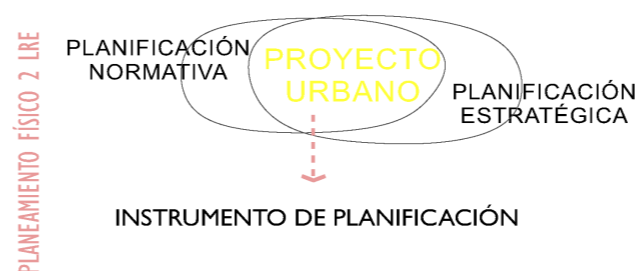 PLANEAMIENTO FÍSICO 2 LRE
PLANIFICACIÓN
NORMATIVA
PROYECTO
URBANO
PLANIFICACIÓN
ESTRATÉGICA
INSTRUMENTO DE PLANIFICACIÓN